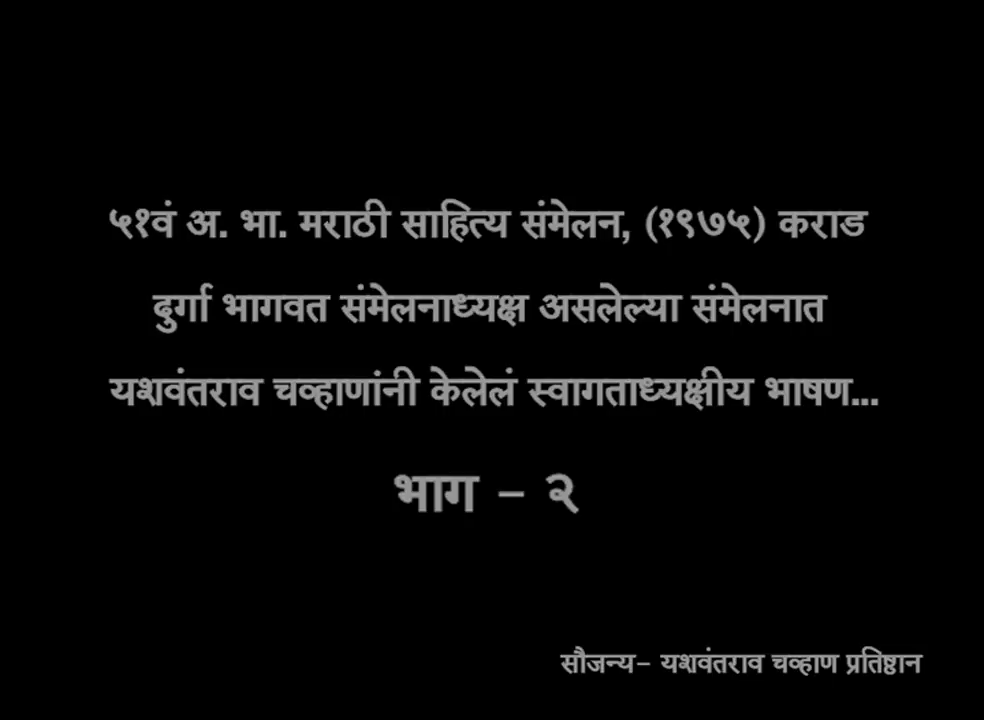 ५१वं अ. भा. मराठी साहित्य संमेलन, (१९७५) कराड
दुर्गा भागवत संमेलनाध्यक्ष असलेल्या संमेलनात
यशवंतराव चव्हाणांनी केलेलं स्वागताध्यक्षीय भाषण...
भाग – २
सौजन्य- यशवंतराव चव्हाण प्रतिष्ठान